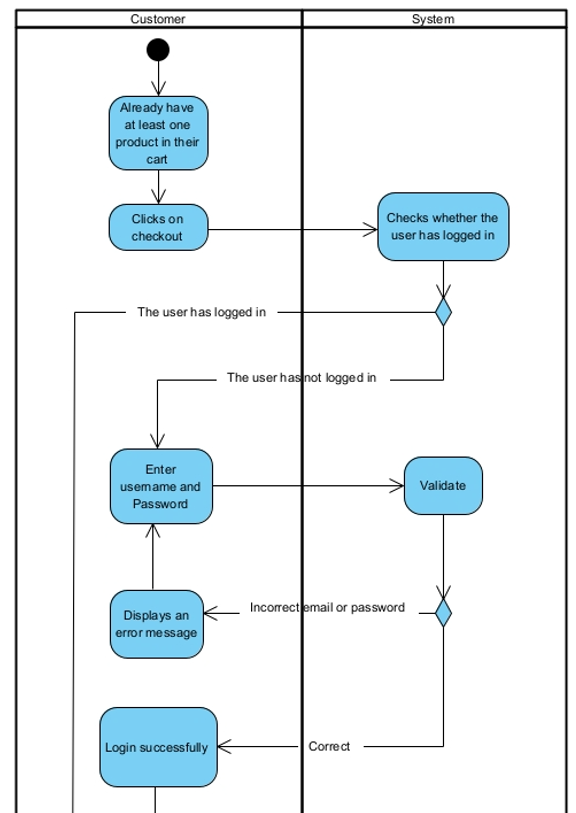 Customer
System
Already have
at least one
product in their
cart
Clicks on
checkout
Checks whether the
user has logged in
The user has logged in
The user has not logged in
Enter
username and
Password
Validate
Displays an
error message
Incorrect email or password
Login successfully
Correct